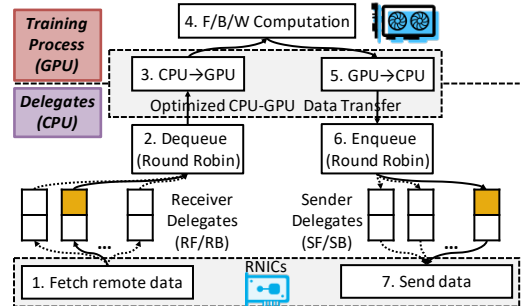 Training
Process
(GPU)
4. F/B/W Computation
3. CPU→GPU
5. GPU→CPU
Optimized CPU-GPU Data Transfer
Delegates
(CPU)
2. Dequeue
(Round Robin)
6. Enqueue
(Round Robin)
Receiver
Delegates
(RF/RB)
Sender
Delegates
(SF/SB)
...
...
RNICs
1. Fetch remote data
7. Send data